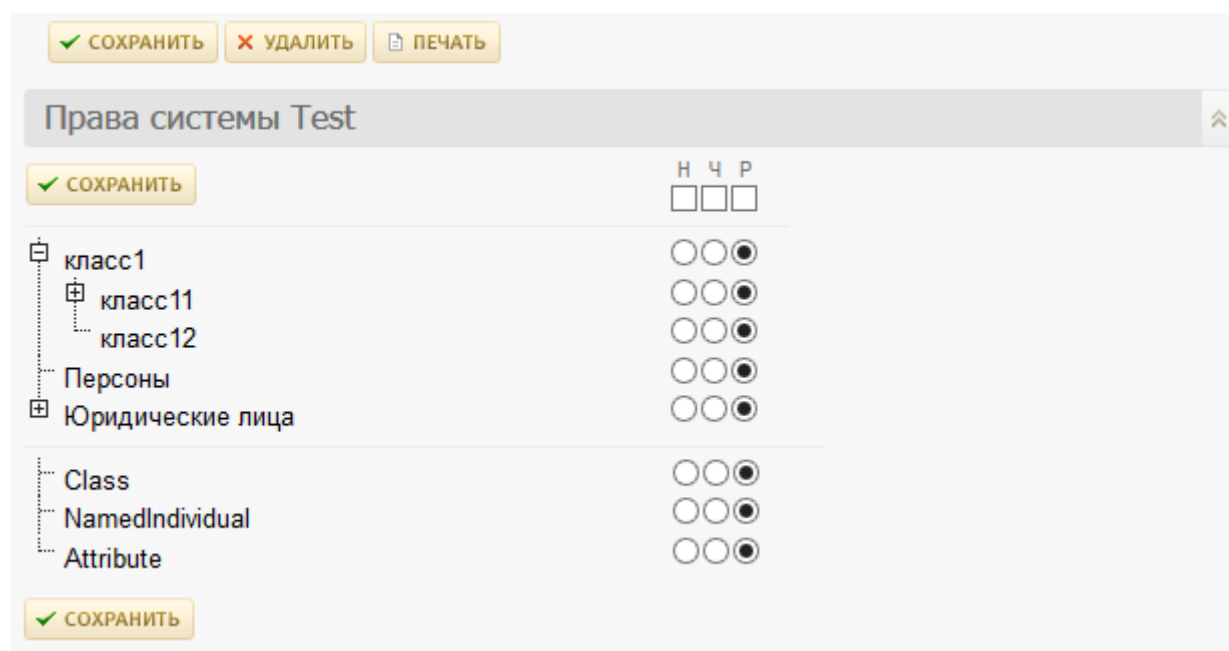 СОХРАНИТЬ УДАЛИТЬ ПЕЧАТЬ
Права системы Test
СОХРАНИТЬ Н Ч Р
класс1
класс11
класс12
Персоны
Юридические лица
Class
NamedIndividual
Attribute
СОХРАНИТЬ